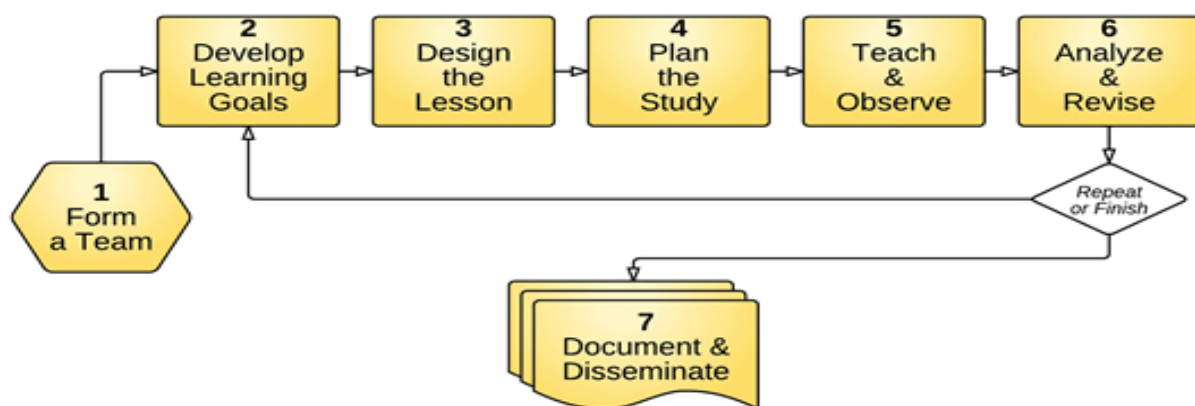 1
Form
a Team
2
Develop
Learning
Goals
3
Design
the
Lesson
4
Plan
the
Study
5
Teach
&
Observe
6
Analyze
&
Revise
Repeat
or Finish
7
Document &
Disseminate